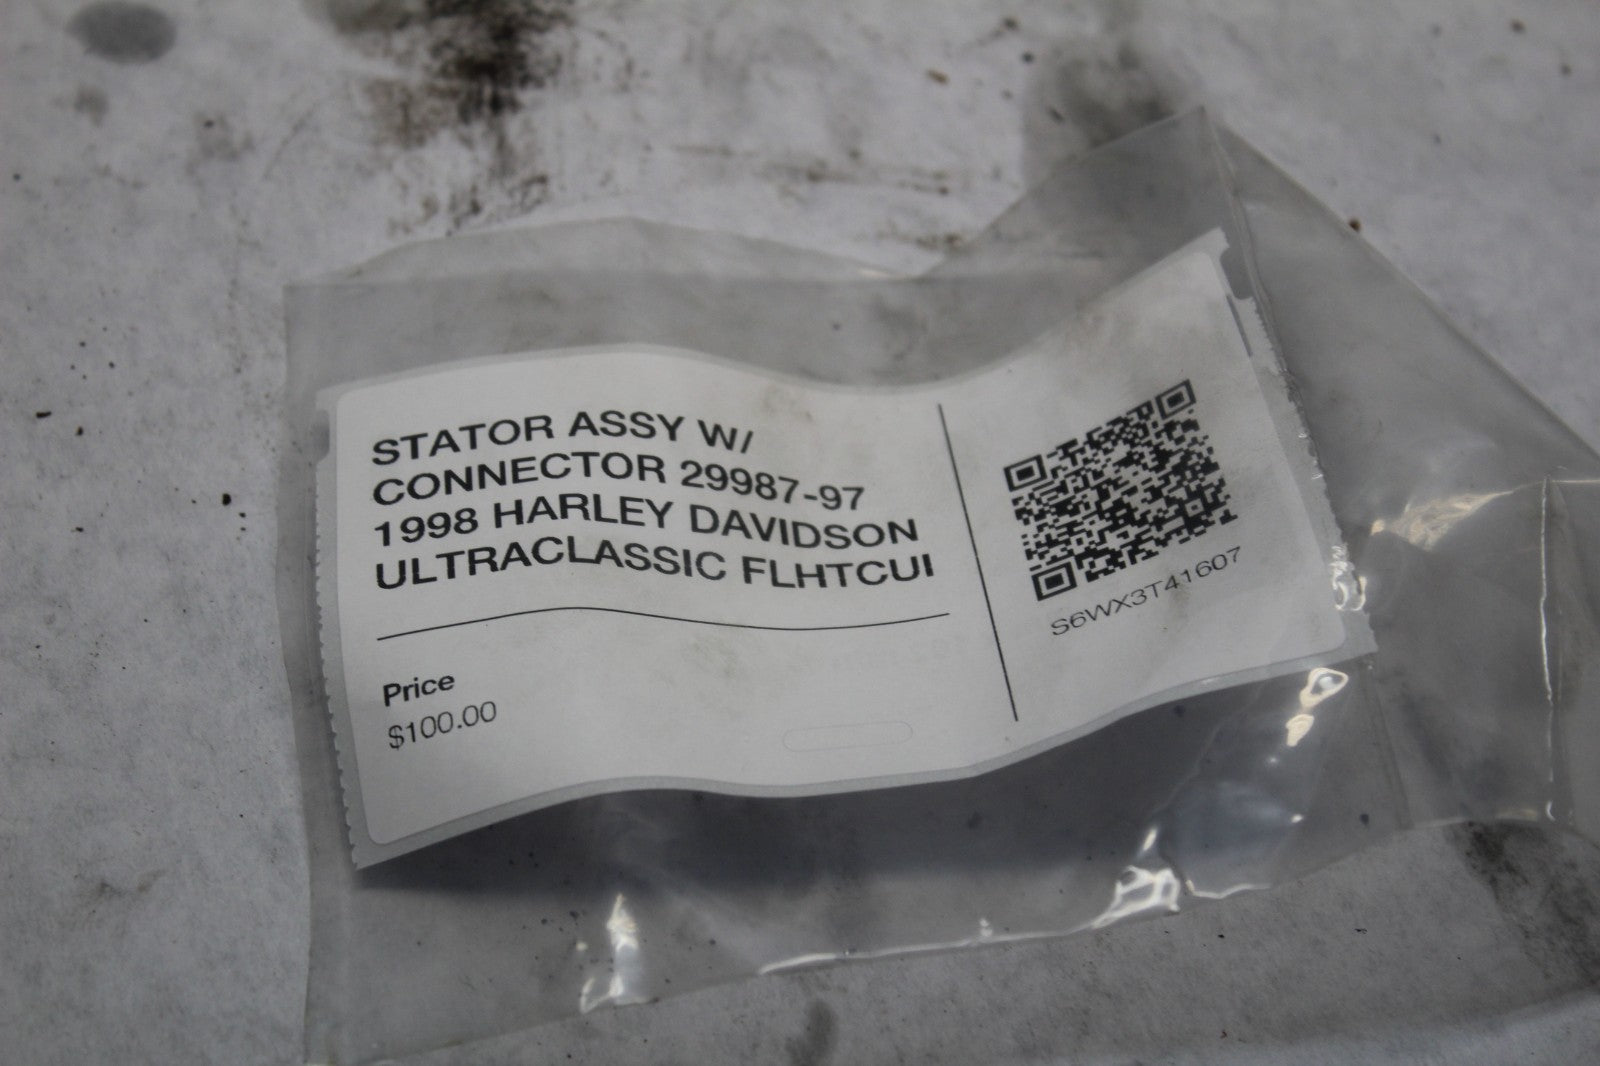 STATOR ASSY W/
CONNECTOR 29987-97
1998 HARLEY DAVIDSON
ULTRACLASSIC FLHTCUI
Price
$100.00
S6WX3T41607